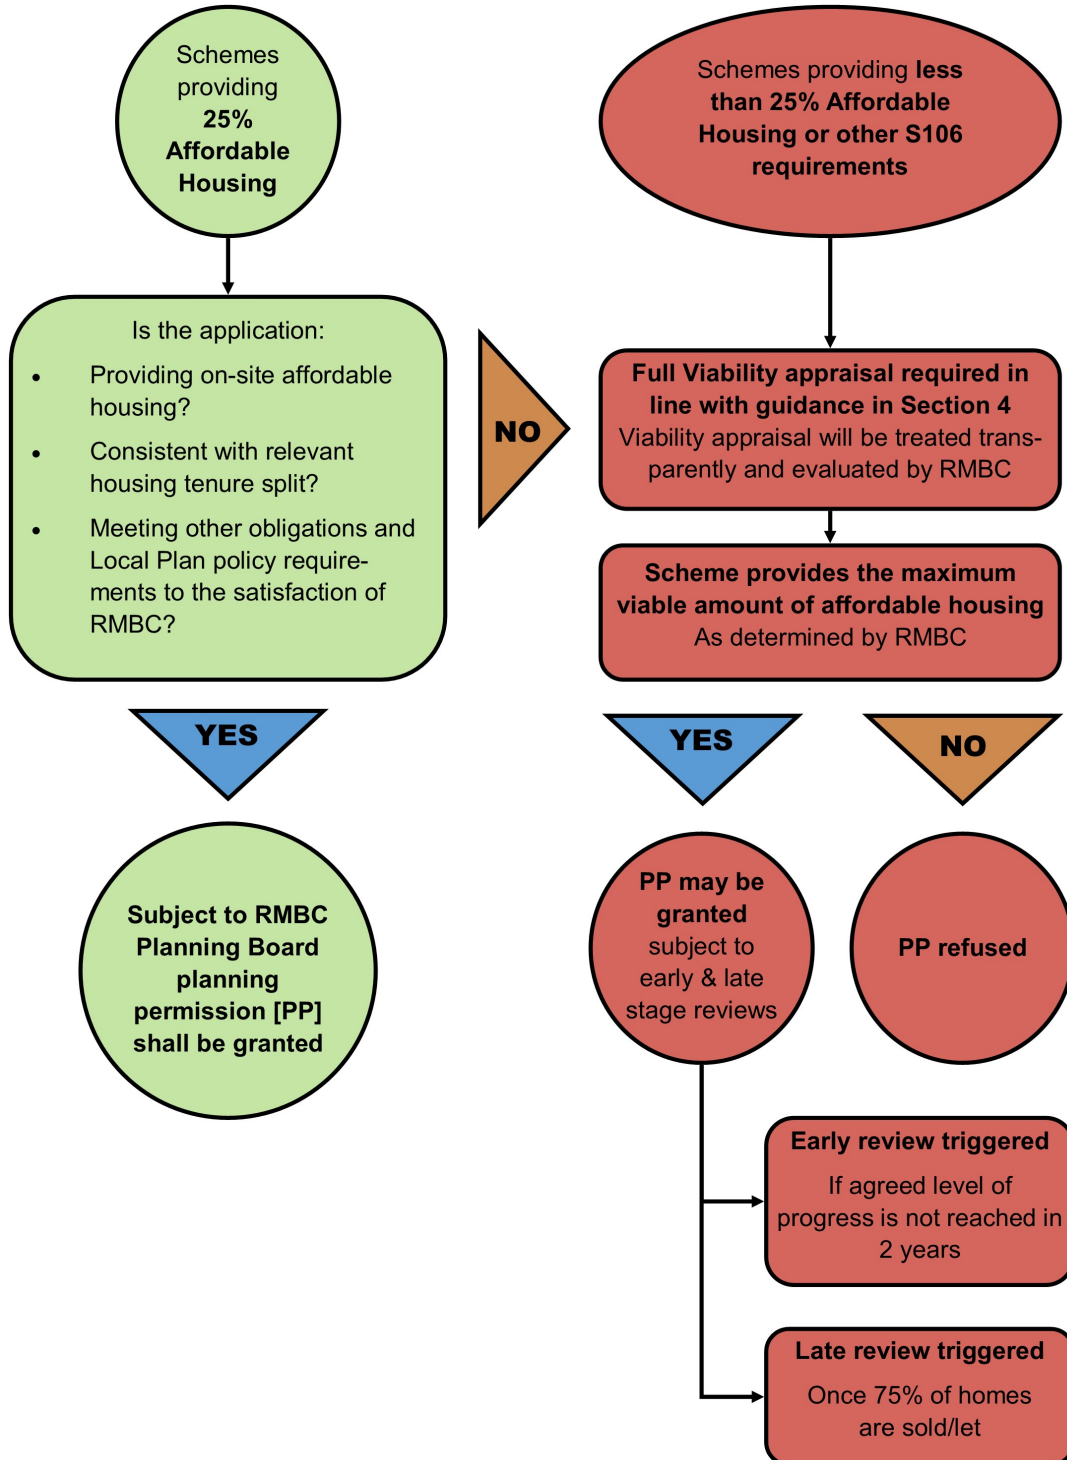 Schemes
providing
25%
Affordable
Housing
Schemes providing less
than 25% Affordable
Housing or other S106
requirements
Is the application:
• Providing on-site affordable
housing?
• Consistent with relevant
housing tenure split?
• Meeting other obligations and
Local Plan policy require-
ments to the satisfaction of
RMBC?
NO
Full Viability appraisal required in
line with guidance in Section 4
Viability appraisal will be treated trans-
parently and evaluated by RMBC
Scheme provides the maximum
viable amount of affordable housing
As determined by RMBC
YES
YES
NO
Subject to RMBC
Planning Board
planning
permission [PP]
shall be granted
PP may be
granted
subject to
early & late
stage reviews
PP refused
Early review triggered
If agreed level of
progress is not reached in
2 years
Late review triggered
Once 75% of homes
are sold/let